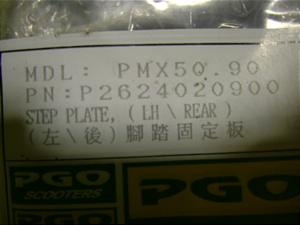 MDL: PMX50.90
PN:P2624020900
STEP PLATE, (LH \ REAR)
(左\後)腳踏固定板
PGO PGO
SCOOTERS
PGO